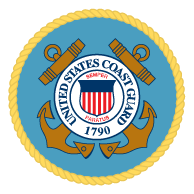 UNITED STATES COAST GUARD
SEMPER
PARATUS
1790